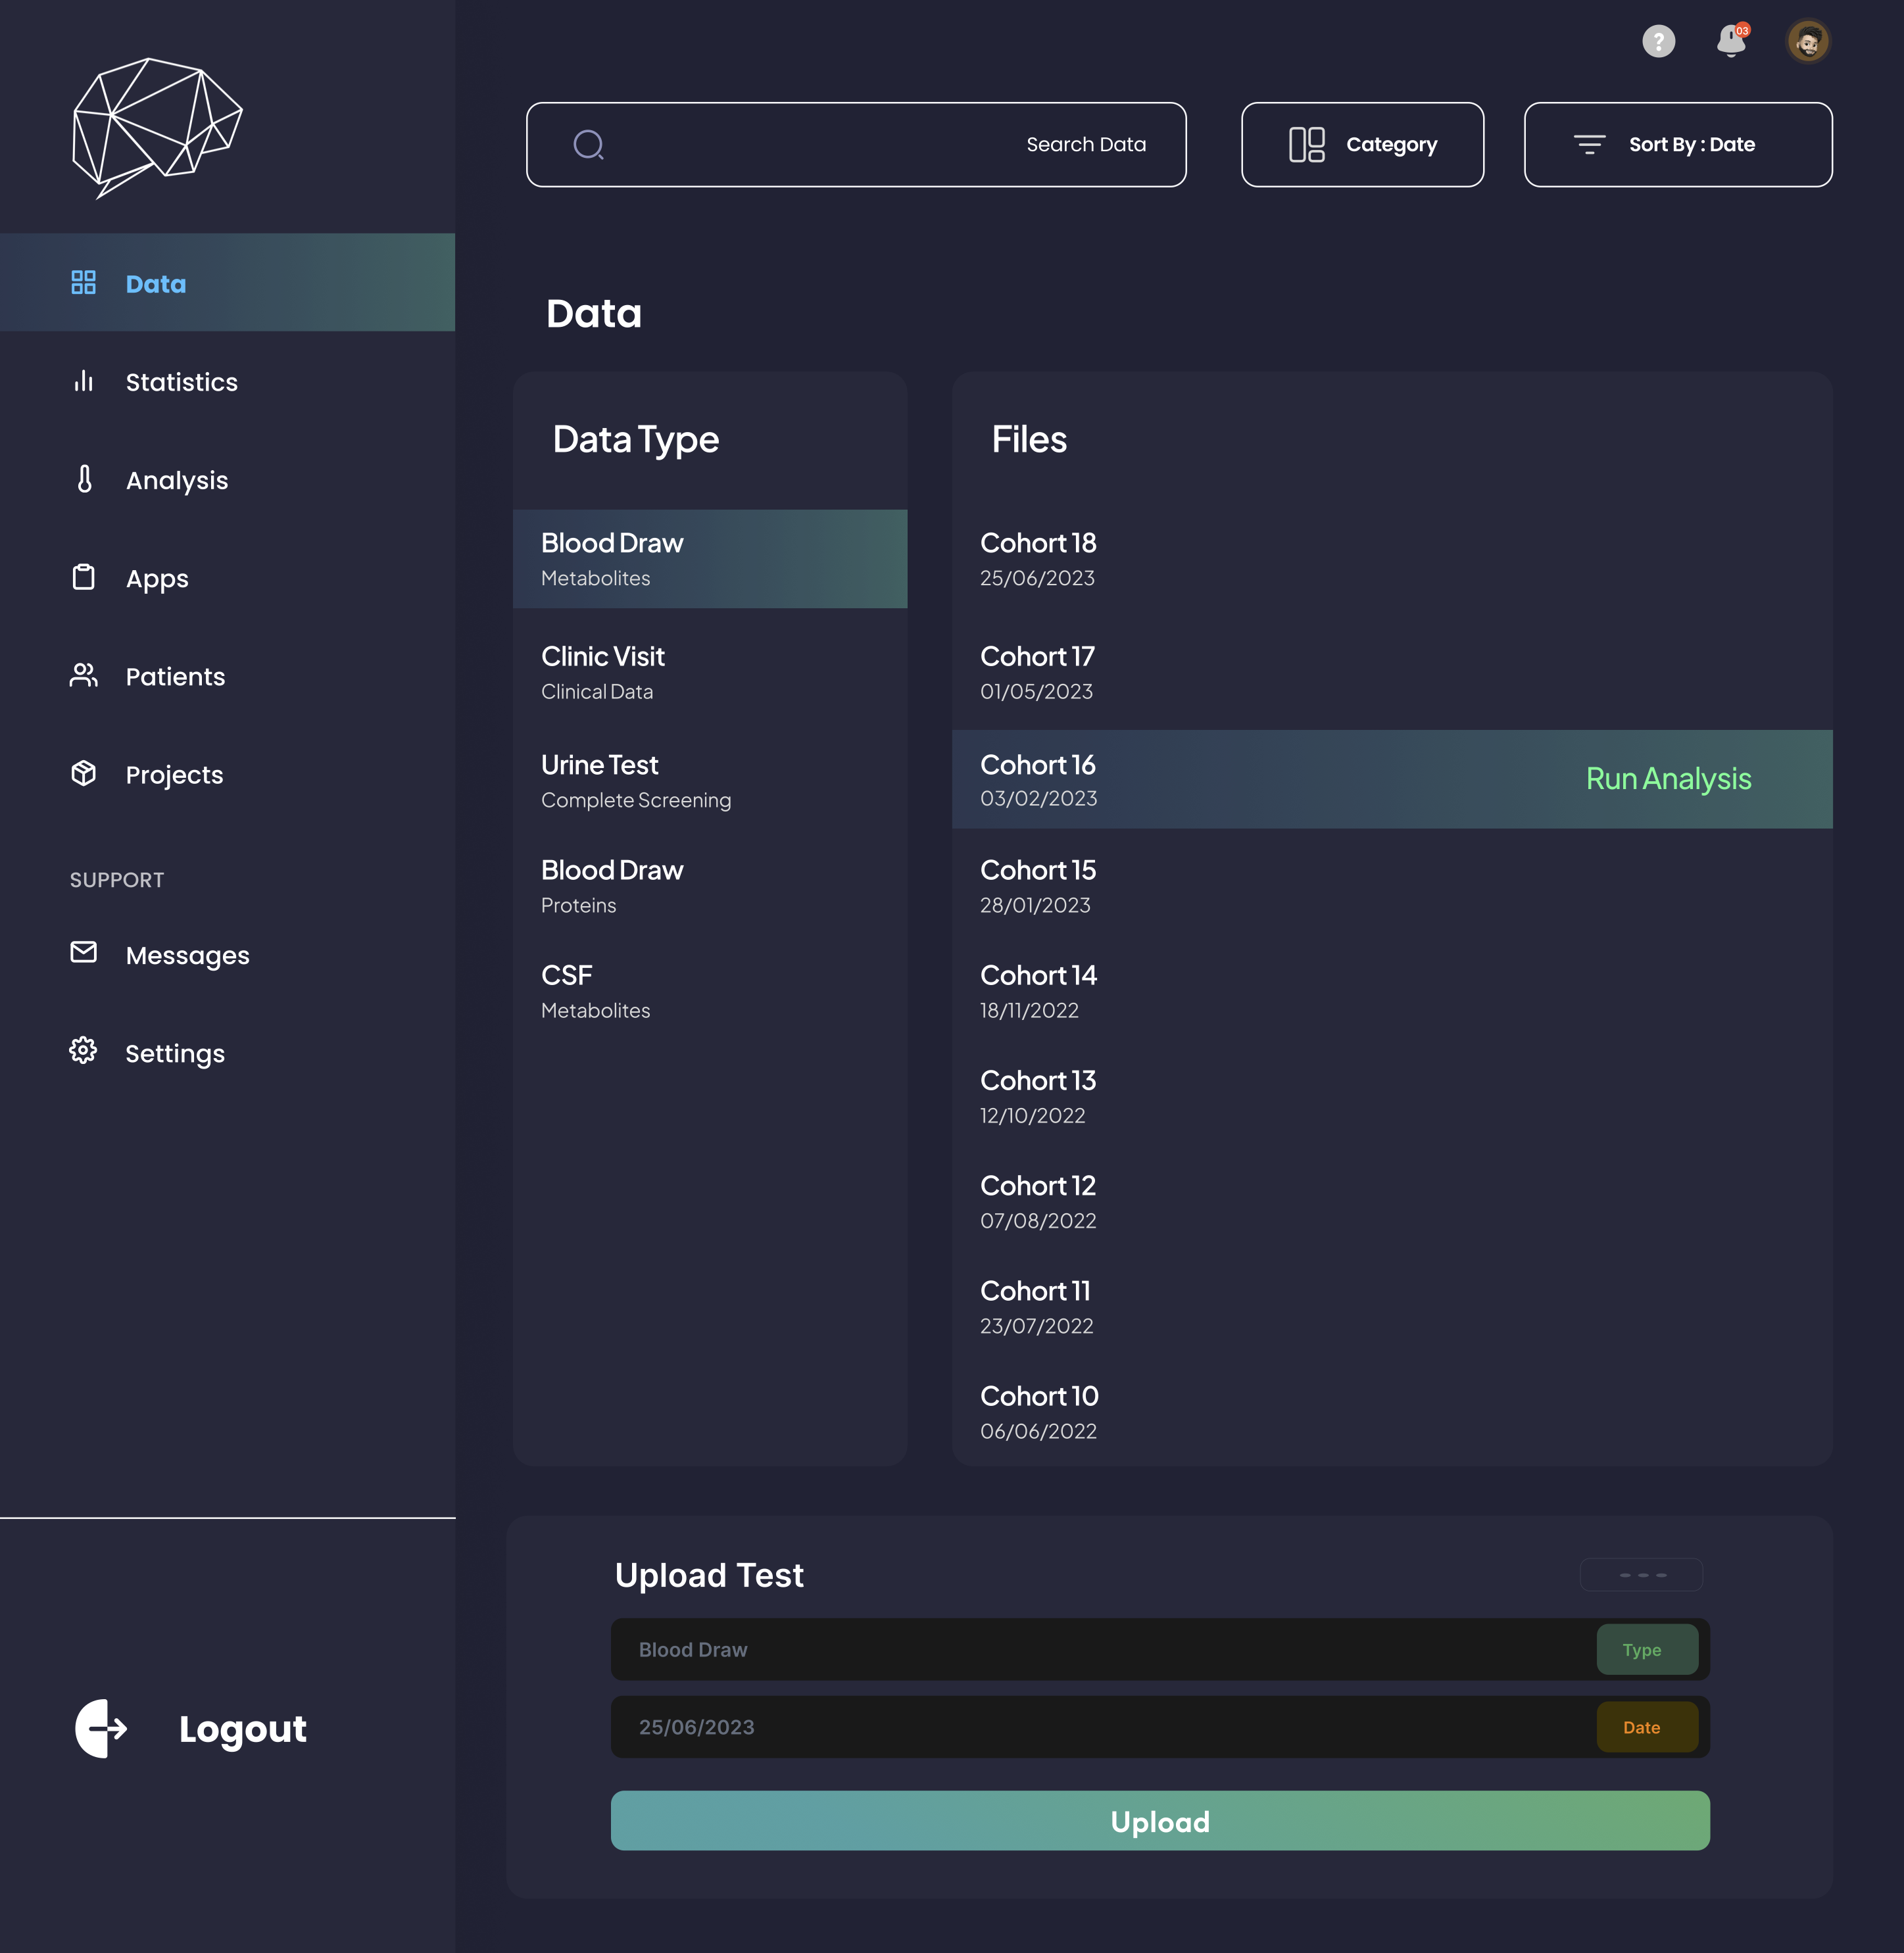 ?
03
Search Data
Category
Sort By : Date
Data
Statistics
Analysis
Apps
Patients
Projects
SUPPORT
Messages
Settings
Logout
Data
Data Type
Blood Draw
Metabolites
Clinic Visit
Clinical Data
Urine Test
Complete Screening
Blood Draw
Proteins
CSF
Metabolites
Files
Cohort 18
25/06/2023
Cohort 17
01/05/2023
Cohort 16
03/02/2023
Run Analysis
Cohort 15
28/01/2023
Cohort 14
18/11/2022
Cohort 13
12/10/2022
Cohort 12
07/08/2022
Cohort 11
23/07/2022
Cohort 10
06/06/2022
Upload Test
Blood Draw
Type
25/06/2023
Date
Upload